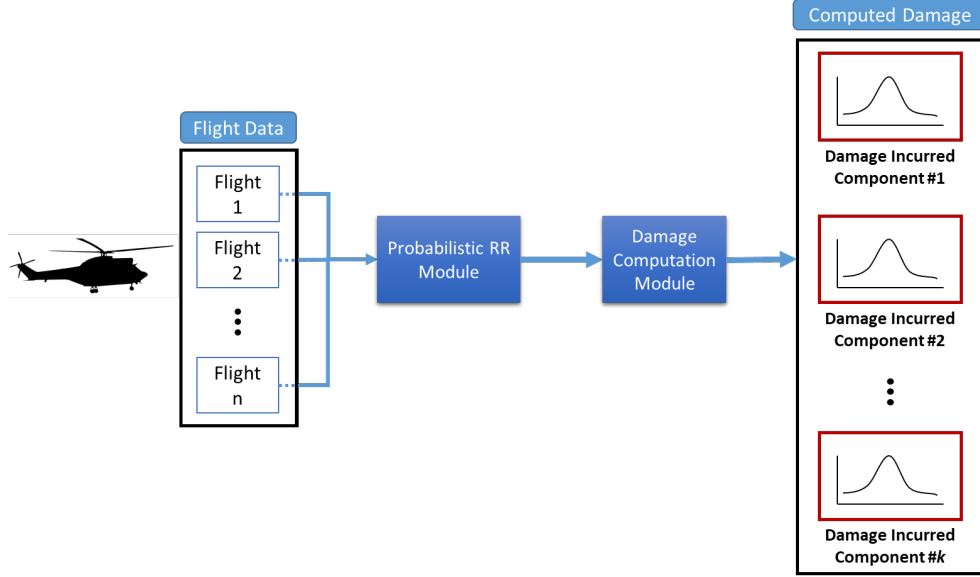 Computed Damage
Flight Data
Flight
1
Flight
2
Flight
n
Probabilistic RR
Module
Damage
Computation
Module
Damage Incurred
Component #1
Damage Incurred
Component #2
Damage Incurred
Component #k